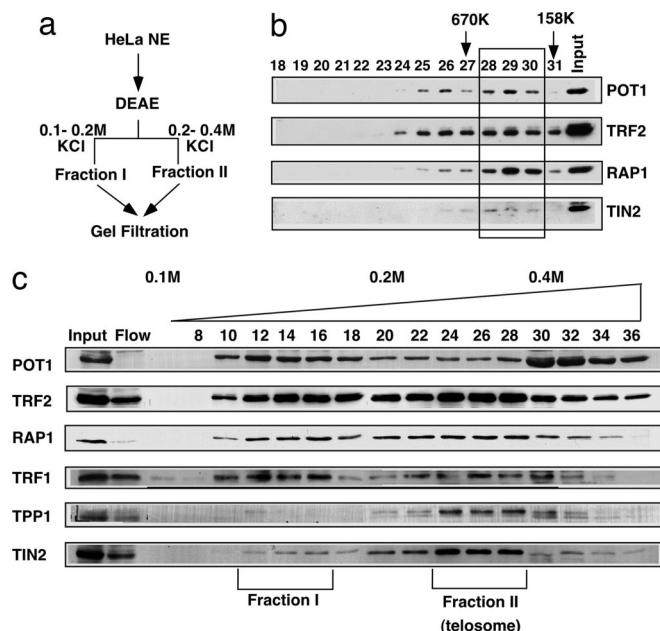 a
HeLa NE
DEAE
0.1- 0.2M
KCl
0.2- 0.4M
KCl
Fraction I
Fraction II
Gel Filtration
b
670K
158K
18 19 20 21 22 23 24 25 26 27 28 29 30 31 Input
POT1
TRF2
RAP1
TIN2
c
0.1M 0.2M 0.4M
Input Flow 8 10 12 14 16 18 20 22 24 26 28 30 32 34 36
POT1
TRF2
RAP1
TRF1
TPP1
TIN2
Fraction I
Fraction II
(telosome)